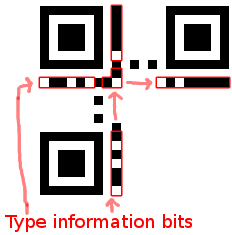 Type information bits